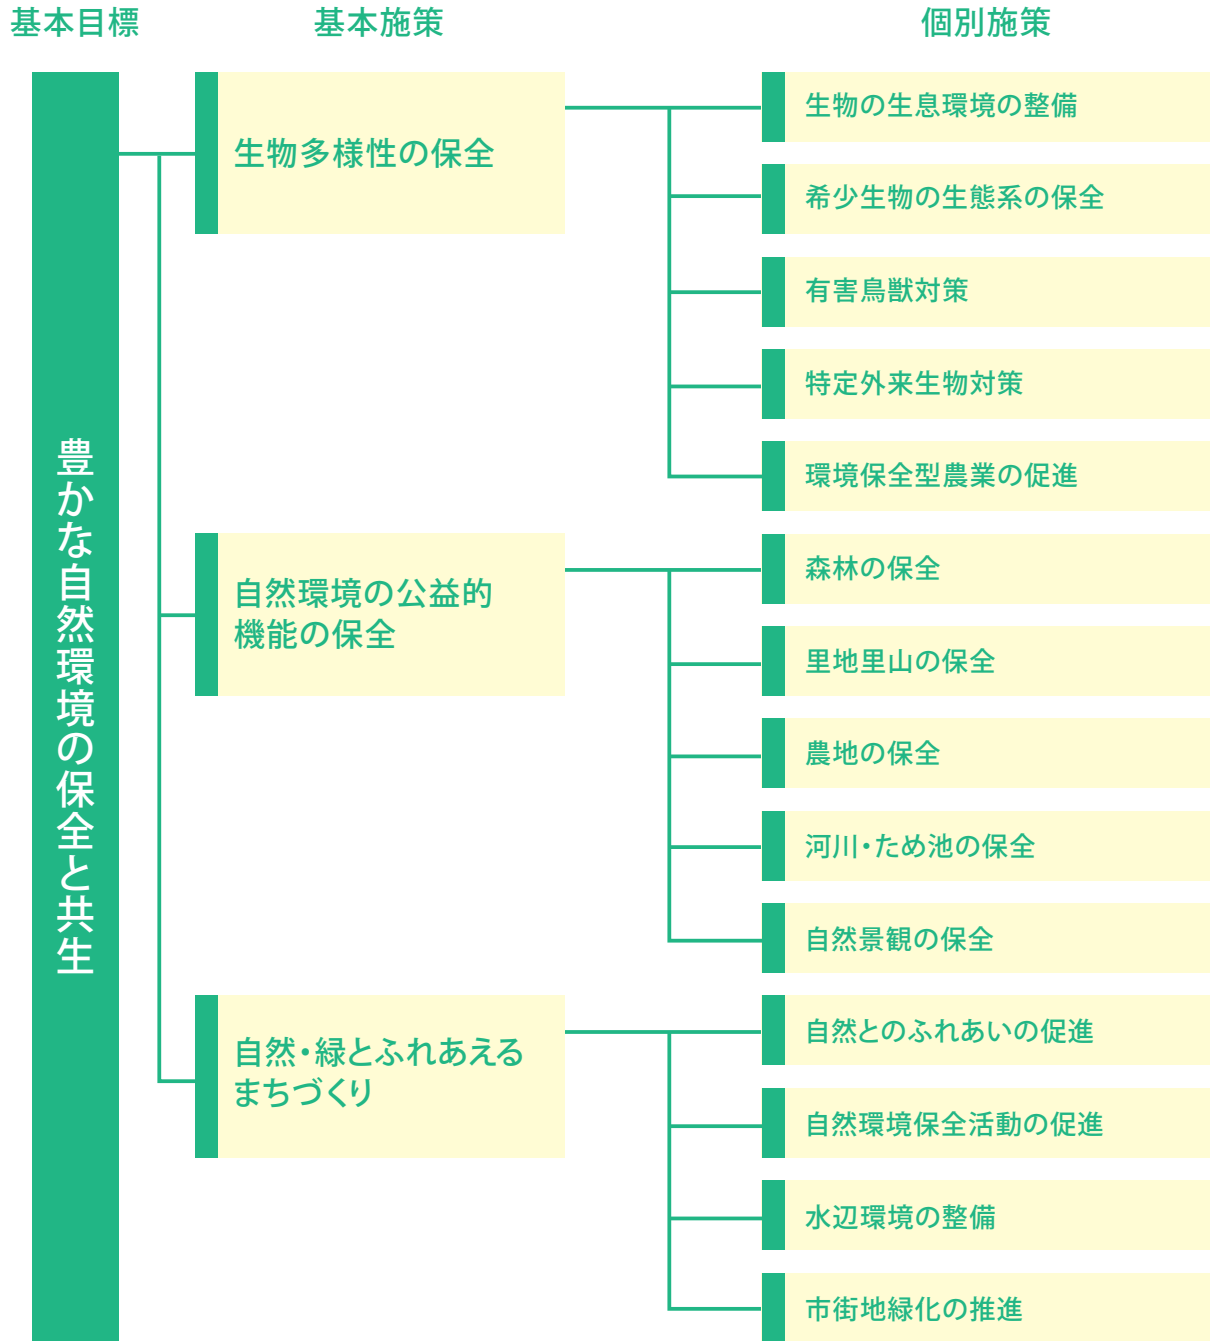 基本目標
基本施策
個別施策
豊かな自然環境の保全と共生
生物多様性の保全
生物の生息環境の整備
希少生物の生態系の保全
有害鳥獣対策
特定外来生物対策
環境保全型農業の促進
自然環境の公益的
機能の保全
森林の保全
里地里山の保全
農地の保全
河川・ため池の保全
自然景観の保全
自然・緑とふれあえる
まちづくり
自然とのふれあいの促進
自然環境保全活動の促進
水辺環境の整備
市街地緑化の推進